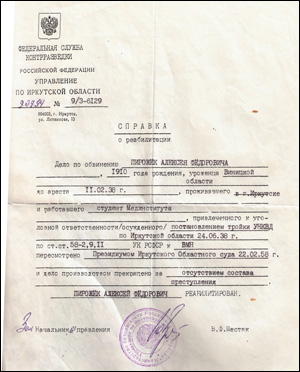 ФЕДЕРАЛЬНАЯ СЛУЖБА
КОНТРРАЗВЕДКИ
РОССИЙСКОЙ ФЕДЕРАЦИИ
УПРАВЛЕНИЕ
ПО ИРКУТСКОЙ ОБЛАСТИ
№ 9/3-6129
664003, г. Иркутск,
ул. Литвинова, 13
СПРАВКА
о реабилитации
Дело по обвинению ПИРОЖЁК АЛЕКСЕЯ ФЁДОРОВИЧА
, 1910 года рождения, уроженца Виницкой
области
до ареста 11.02.38 г. , проживавшего в г.Иркутске
и работавшего студент Мединститута
, привлеченного к уго-
ловной ответственности/осужденного/ постановлением тройки УНКВД
по Иркутской области 24.06.38 г.
по ст.ст. 58-2,9,11 УК РСФСР к ВМН
пересмотрено Президиумом Иркутского Областного суда 22.02.58 г.
и дело производством прекращено за отсутствием состава
преступления.
ПИРОЖЁК АЛЕКСЕЙ ФЁДОРОВИЧ РЕАБИЛИТИРОВАН.
Зам Начальника Управления В.Ф.Шестак